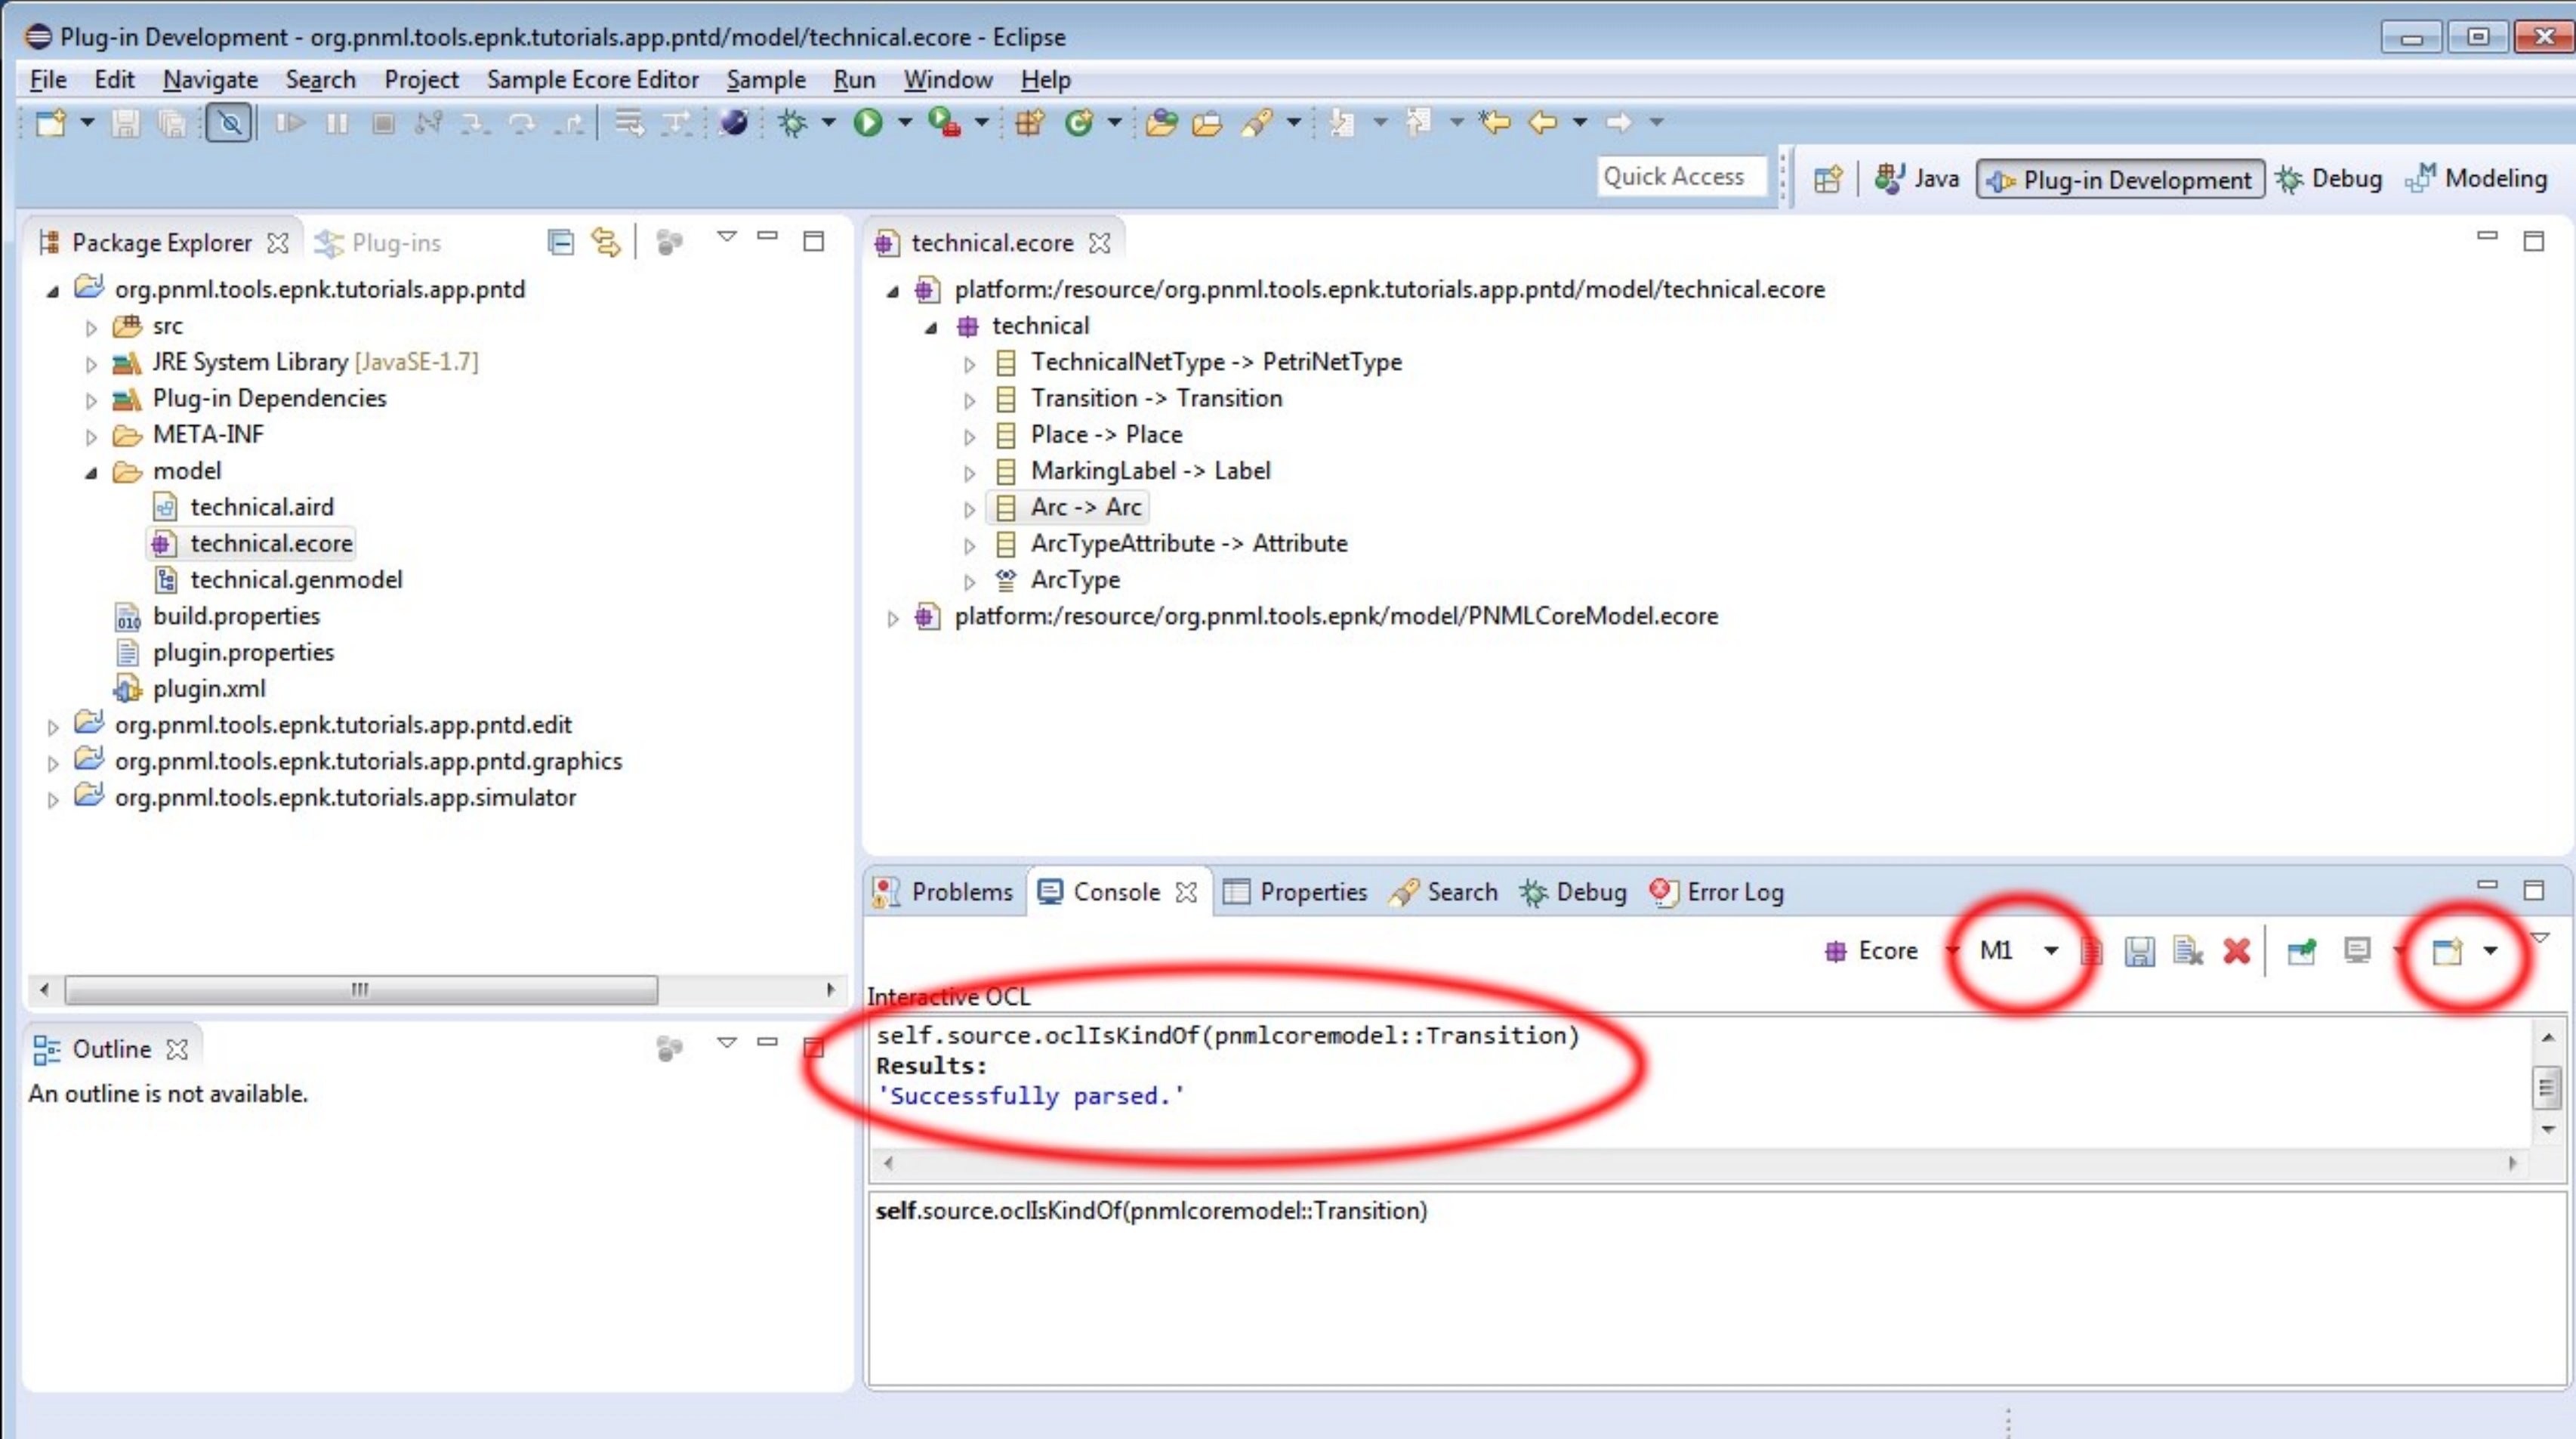 Plug-in Development - org.pnml.tools.epnk.tutorials.app.pntd/model/technical.ecore - Eclipse
File Edit Navigate Search Project Sample Ecore Editor Sample Run Window Help
Quick Access Java Plug-in Development Debug Modeling
Package Explorer Plug-ins
org.pnml.tools.epnk.tutorials.app.pntd
src
JRE System Library [JavaSE-1.7]
Plug-in Dependencies
META-INF
model
technical.aird
technical.ecore
technical.genmodel
build.properties
plugin.properties
plugin.xml
org.pnml.tools.epnk.tutorials.app.pntd.edit
org.pnml.tools.epnk.tutorials.app.pntd.graphics
org.pnml.tools.epnk.tutorials.app.simulator
Outline
An outline is not available.
technical.ecore
platform:/resource/org.pnml.tools.epnk.tutorials.app.pntd/model/technical.ecore
technical
TechnicalNetType -> PetriNetType
Transition -> Transition
Place -> Place
MarkingLabel -> Label
Arc -> Arc
ArcTypeAttribute -> Attribute
ArcType
platform:/resource/org.pnml.tools.epnk/model/PNMLCoreModel.ecore
Problems Console Properties Search Debug Error Log
Ecore M1
Interactive OCL
self.source.oclIsKindOf(pnmlcoremodel::Transition)
Results:
'Successfully parsed.'
self.source.oclIsKindOf(pnmlcoremodel::Transition)